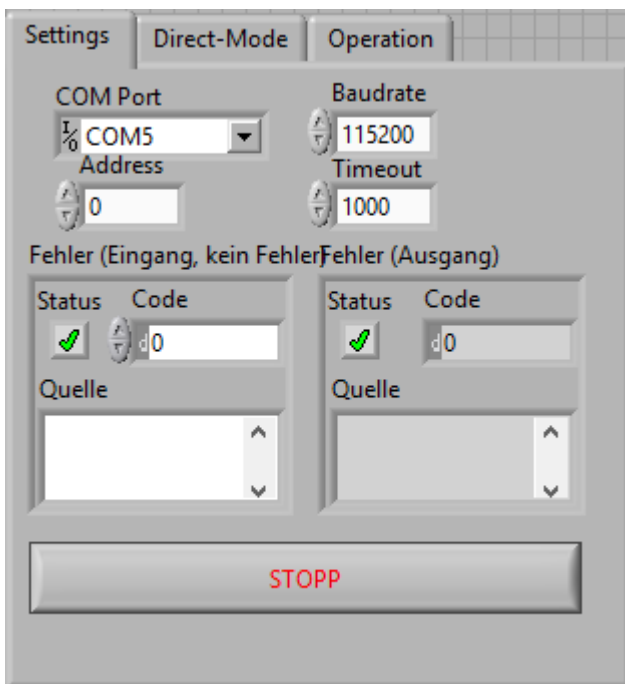 Settings Direct-Mode Operation
COM Port Baudrate
I/O COM5 115200
Address Timeout
0 1000
Fehler (Eingang, kein Fehler) Fehler (Ausgang)
Status Code Status Code
d 0 d 0
Quelle Quelle
STOPP